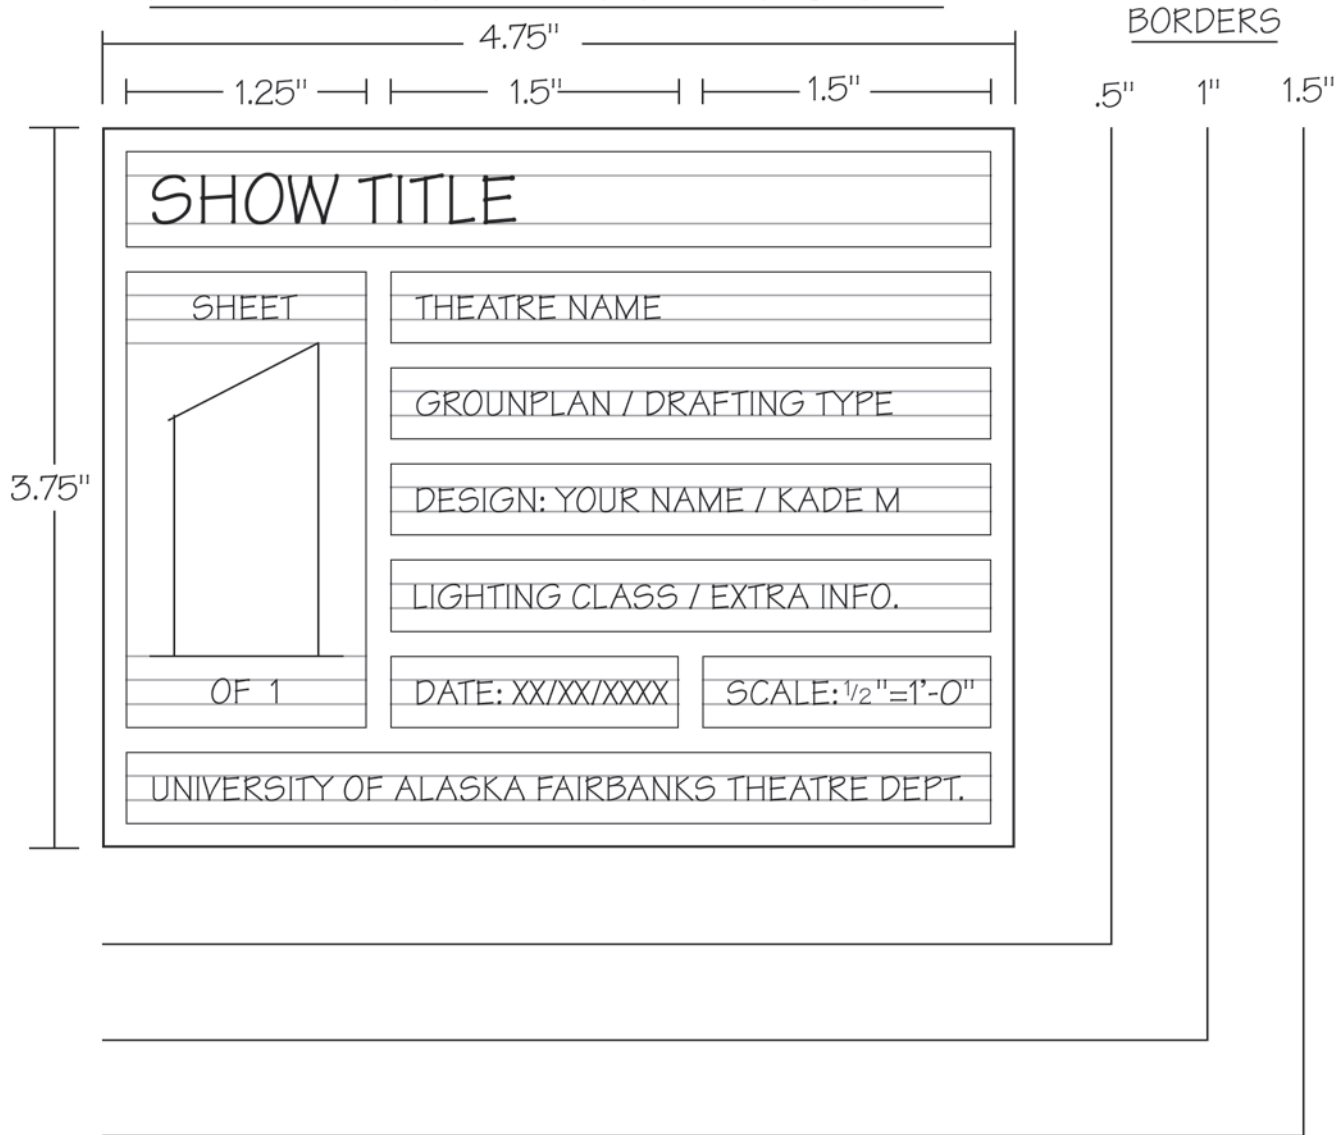 BORDERS
4.75"
1.25" 1.5" 1.5" .5" 1" 1.5"
SHOW TITLE
SHEET
THEATRE NAME
GROUNPLAN / DRAFTING TYPE
3.75"
DESIGN: YOUR NAME / KADE M
LIGHTING CLASS / EXTRA INFO.
OF 1
DATE: XX/XX/XXXX
SCALE: 1/2"=1'-0"
UNIVERSITY OF ALASKA FAIRBANKS THEATRE DEPT.